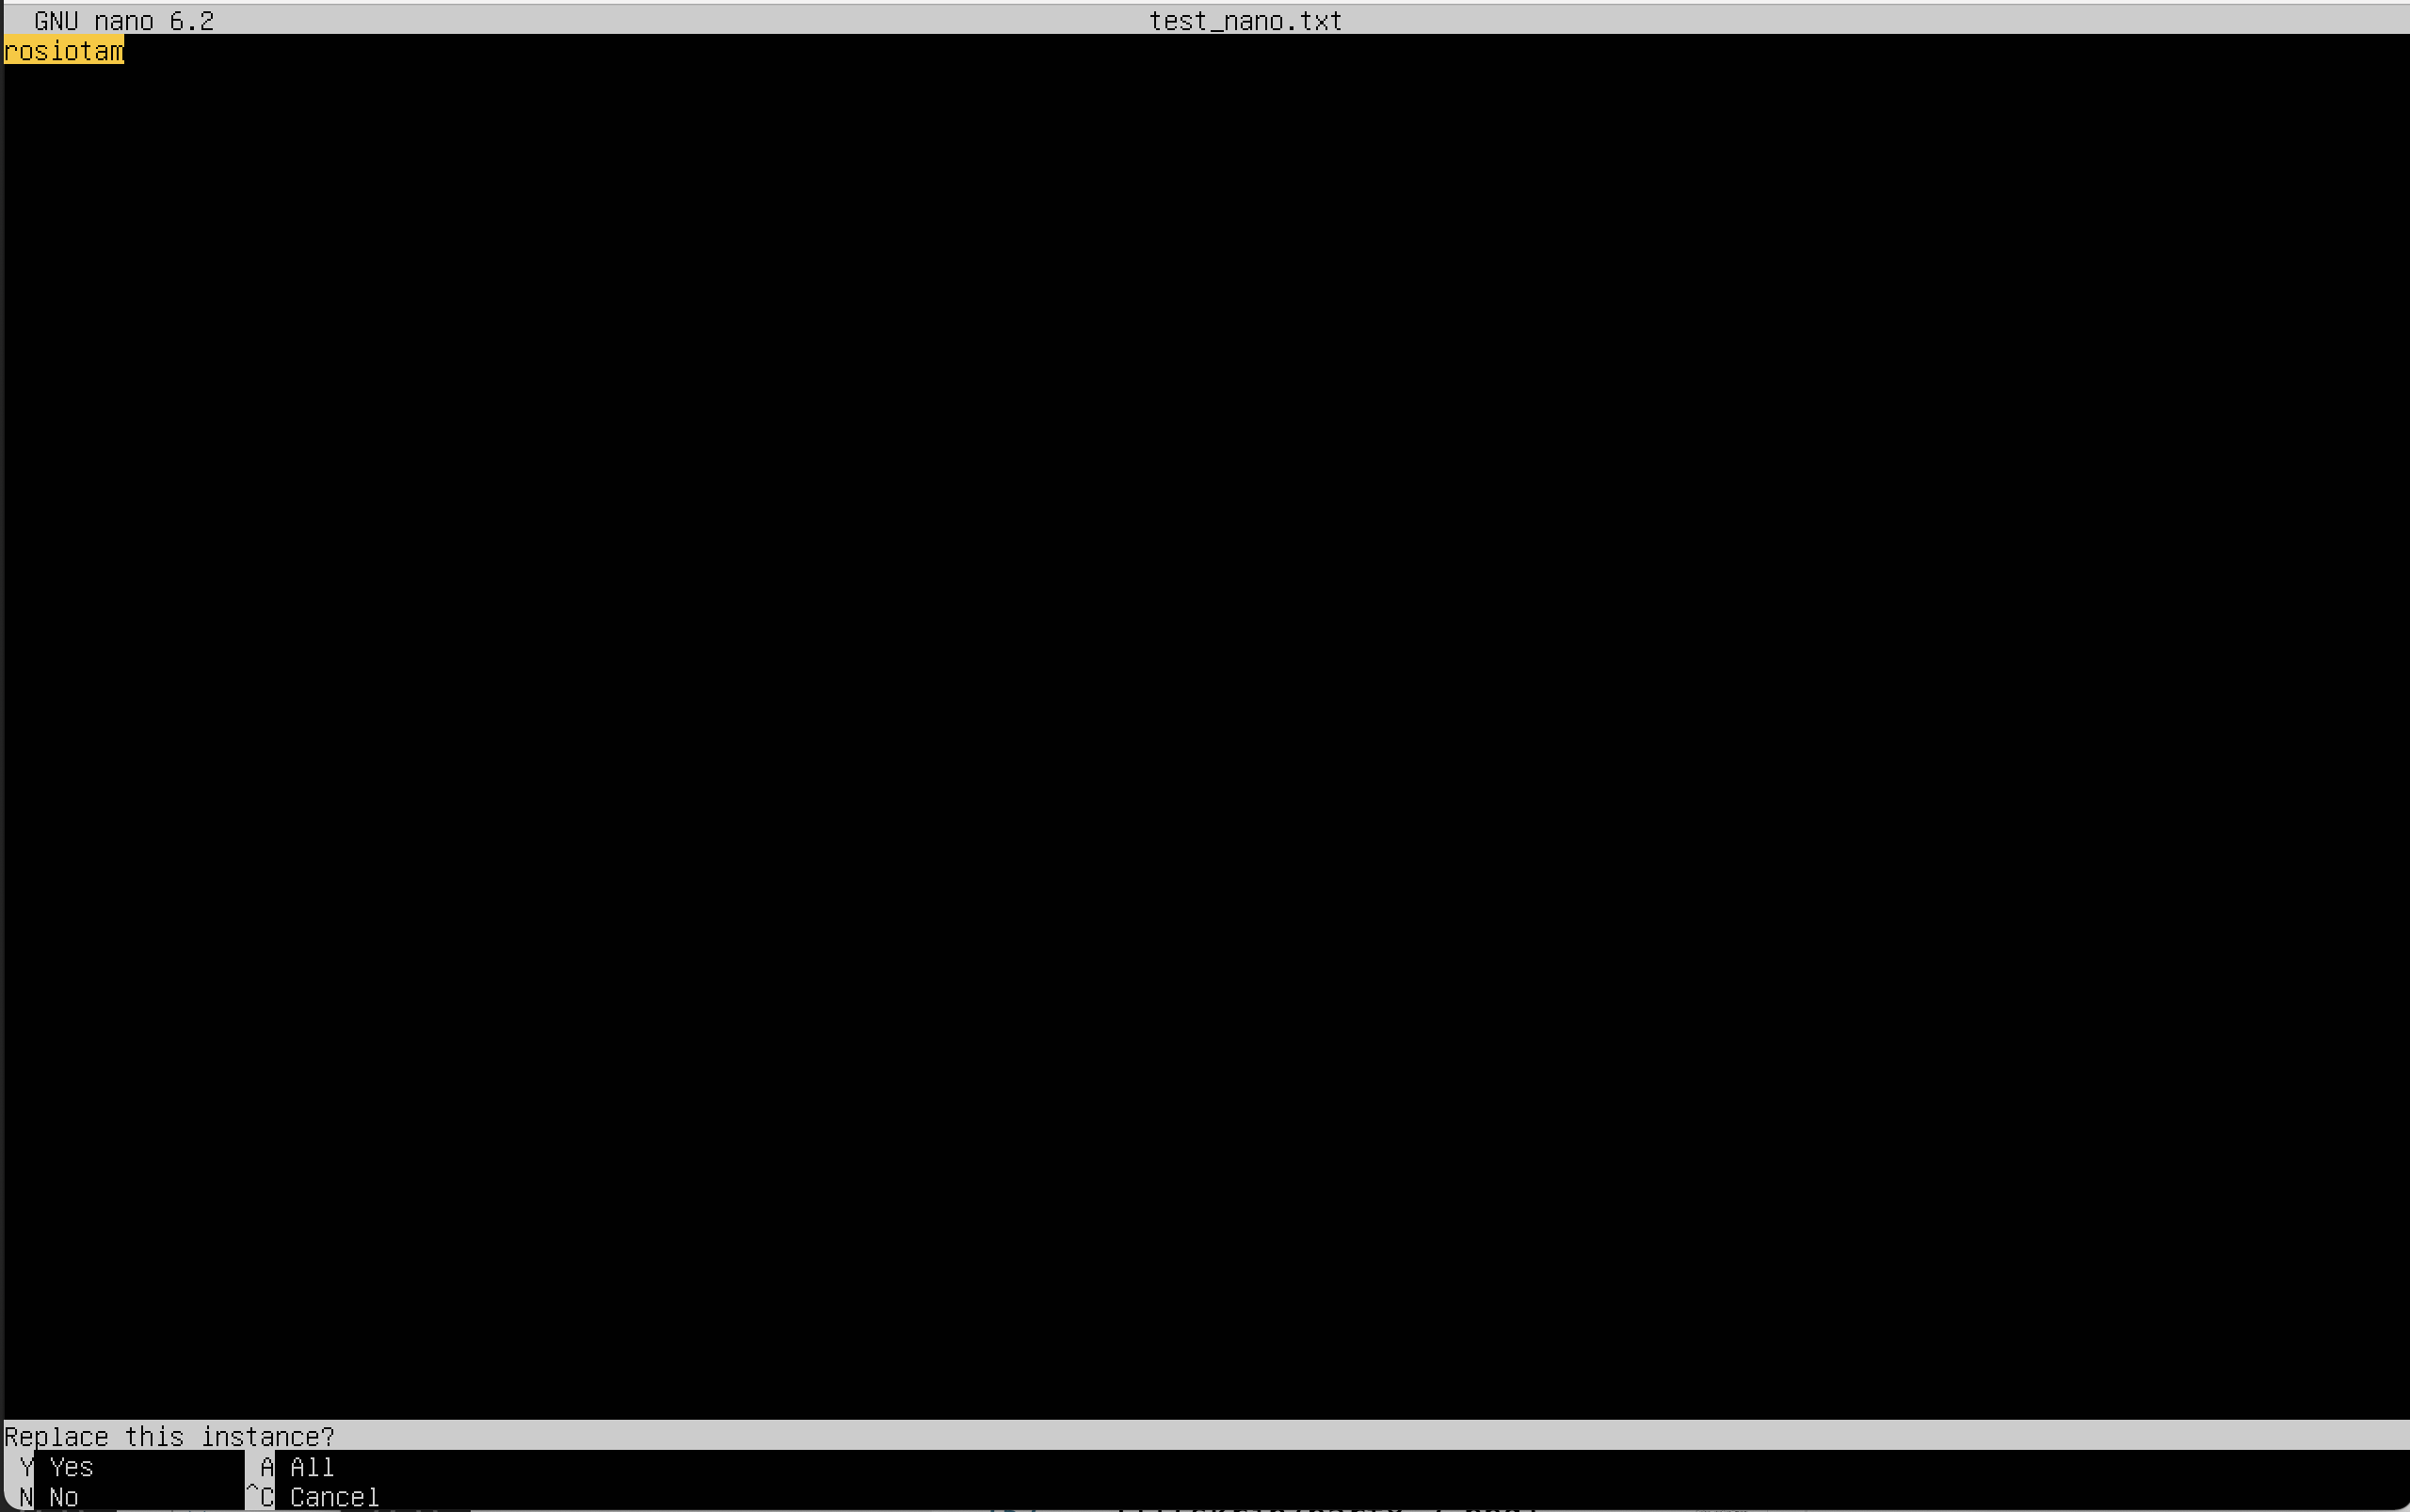 GNU nano 6.2 test_nano.txt
rosiotam
Replace this instance?
Y Yes A All
N No ^C Cancel